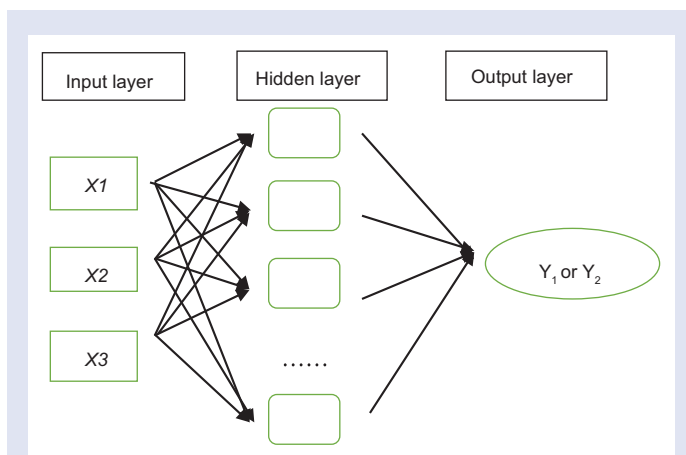 Input layer
Hidden layer
Output layer
X1
X2
Y₁ or Y₂
X3
......